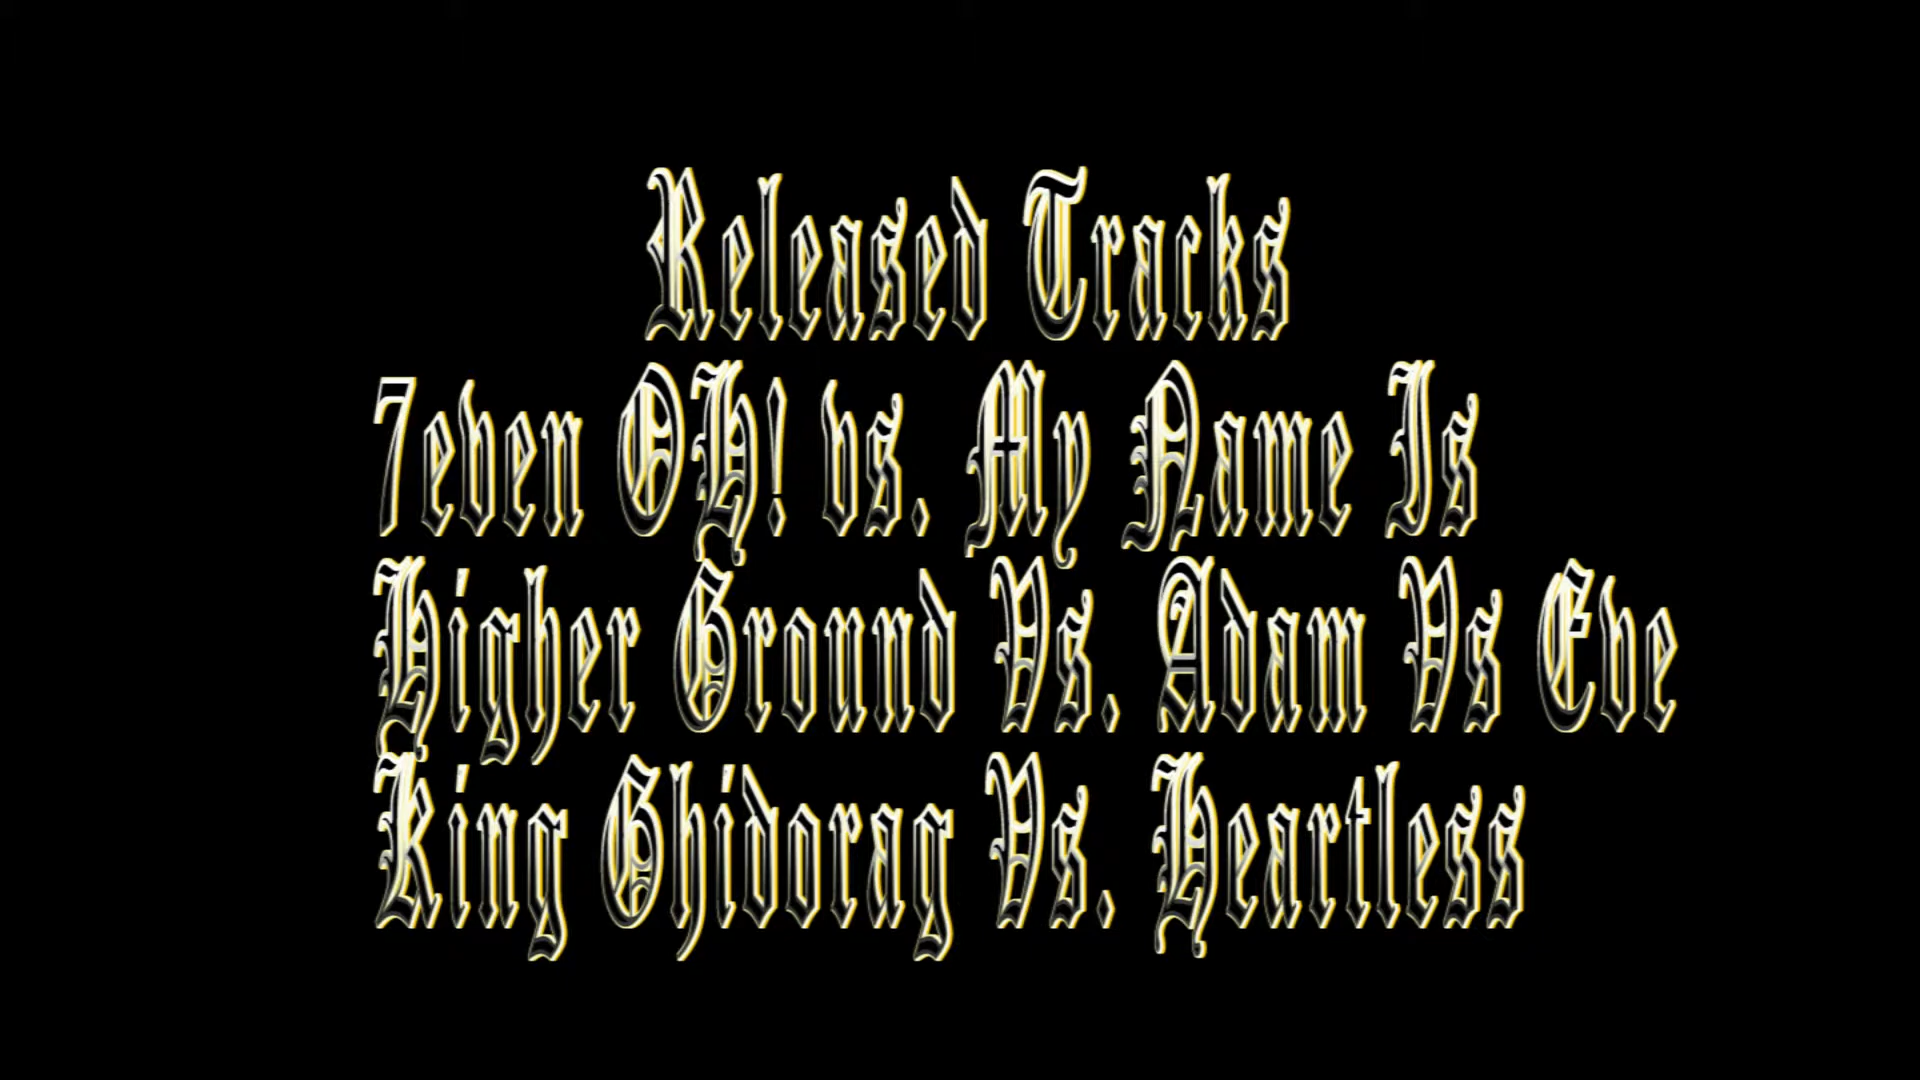 Released Tracks
7even OH! vs. My Name Is
Higher Ground Vs. Adam Vs Eve
King Ghidorag Vs. Heartless